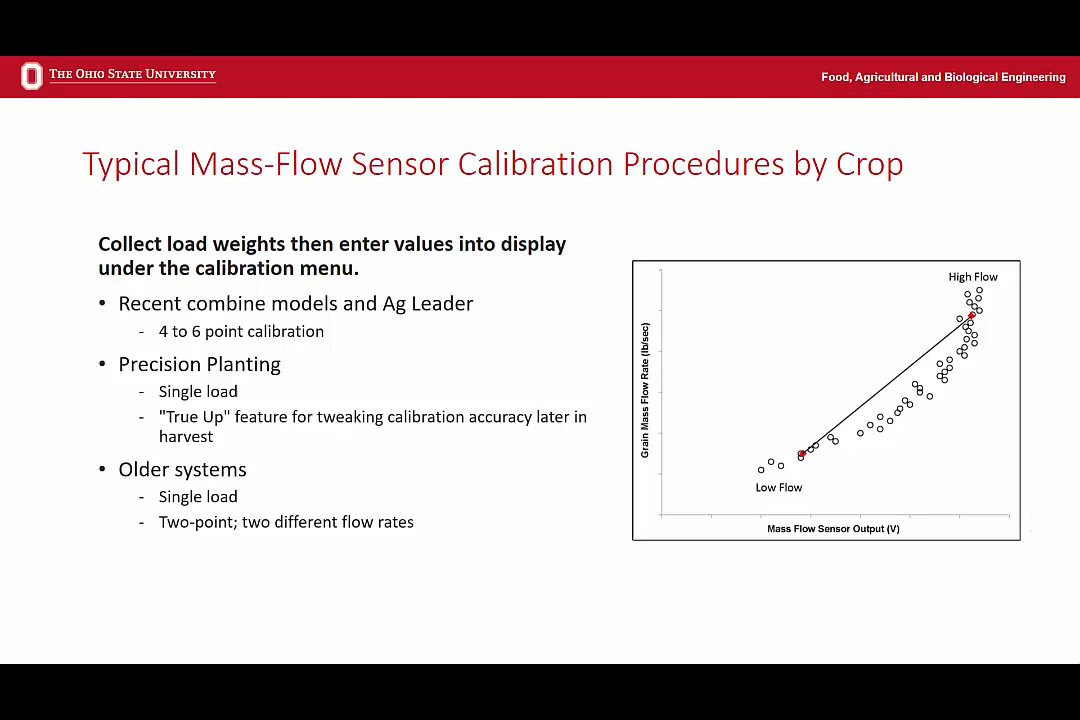 THE OHIO STATE UNIVERSITY
Food, Agricultural and Biological Engineering
Typical Mass-Flow Sensor Calibration Procedures by Crop
Collect load weights then enter values into display
under the calibration menu.
• Recent combine models and Ag Leader
- 4 to 6 point calibration
• Precision Planting
- Single load
- "True Up" feature for tweaking calibration accuracy later in
harvest
• Older systems
- Single load
- Two-point; two different flow rates
High Flow
Grain Mass Flow Rate (lb/sec)
Low Flow
Mass Flow Sensor Output (V)